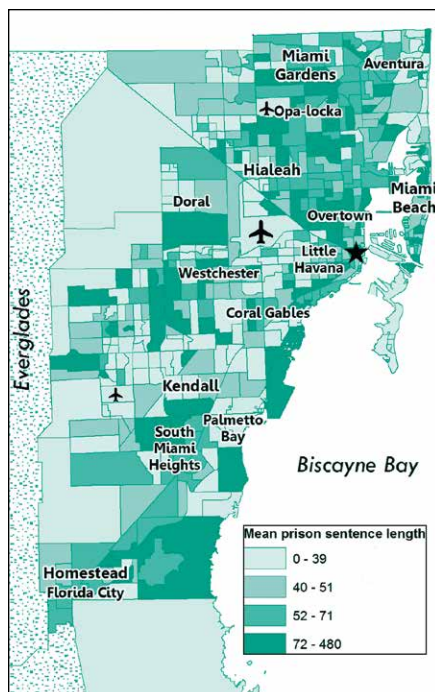 Miami
Gardens
Aventura
Opa-locka
Hialeah
Miami
Beach
Doral
Overtown
Little
Havana
Westchester
Coral Gables
Everglades
Kendall
Palmetto
Bay
South
Miami
Heights
Biscayne Bay
Homestead
Florida City
Mean prison sentence length
0 - 39
40 - 51
52 - 71
72 - 480